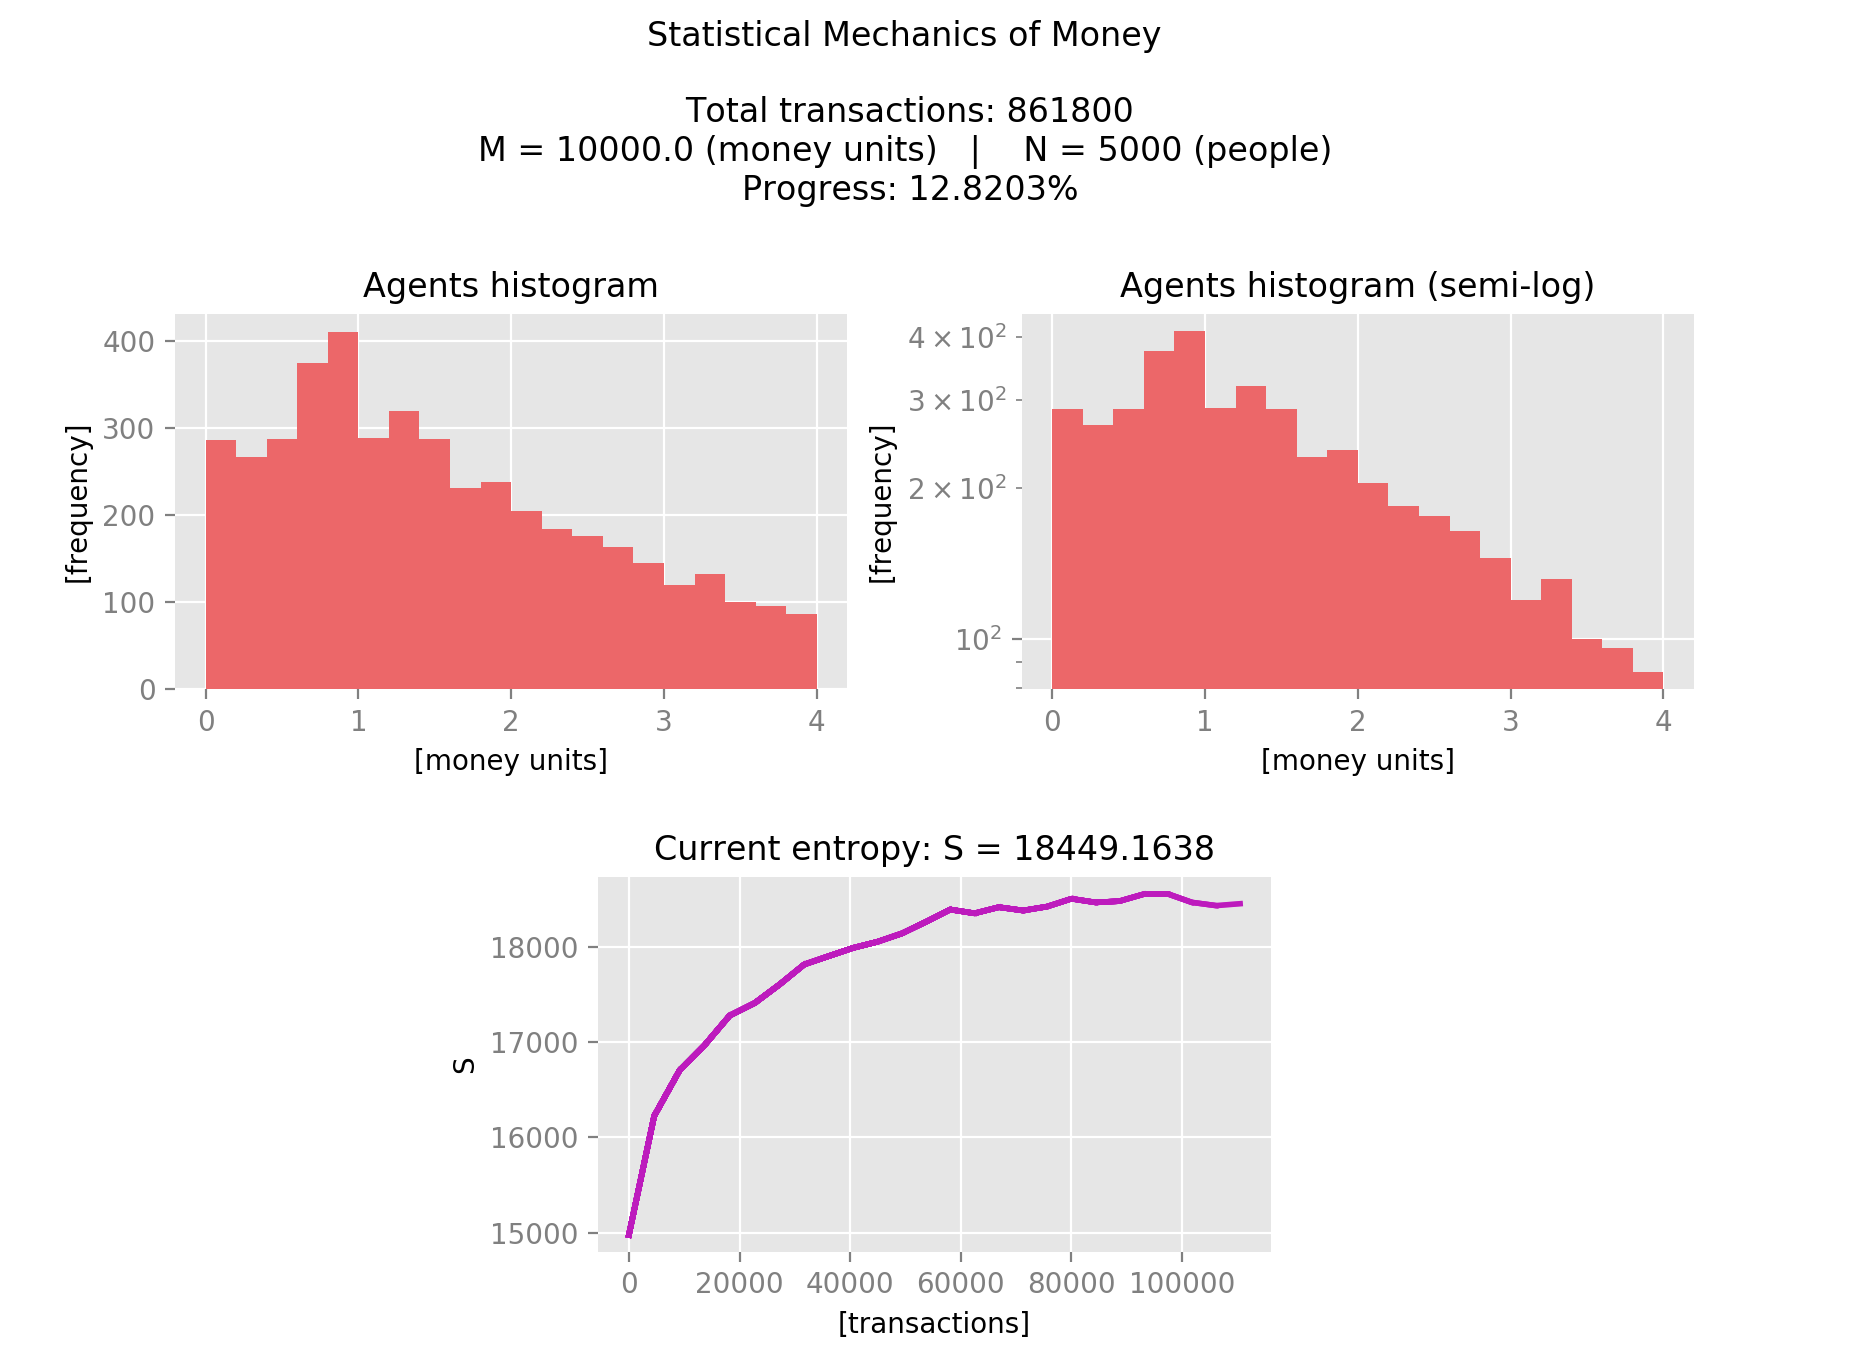 Statistical Mechanics of Money
Total transactions: 861800
M = 10000.0 (money units) | N = 5000 (people)
Progress: 12.8203%
Agents histogram
400
300
200
100
0
[frequency]
0 1 2 3 4
[money units]
Agents histogram (semi-log)
4 × 10²
3 × 10²
2 × 10²
10²
[frequency]
0 1 2 3 4
[money units]
Current entropy: S = 18449.1638
18000
17000
16000
15000
S
0 20000 40000 60000 80000 100000
[transactions]